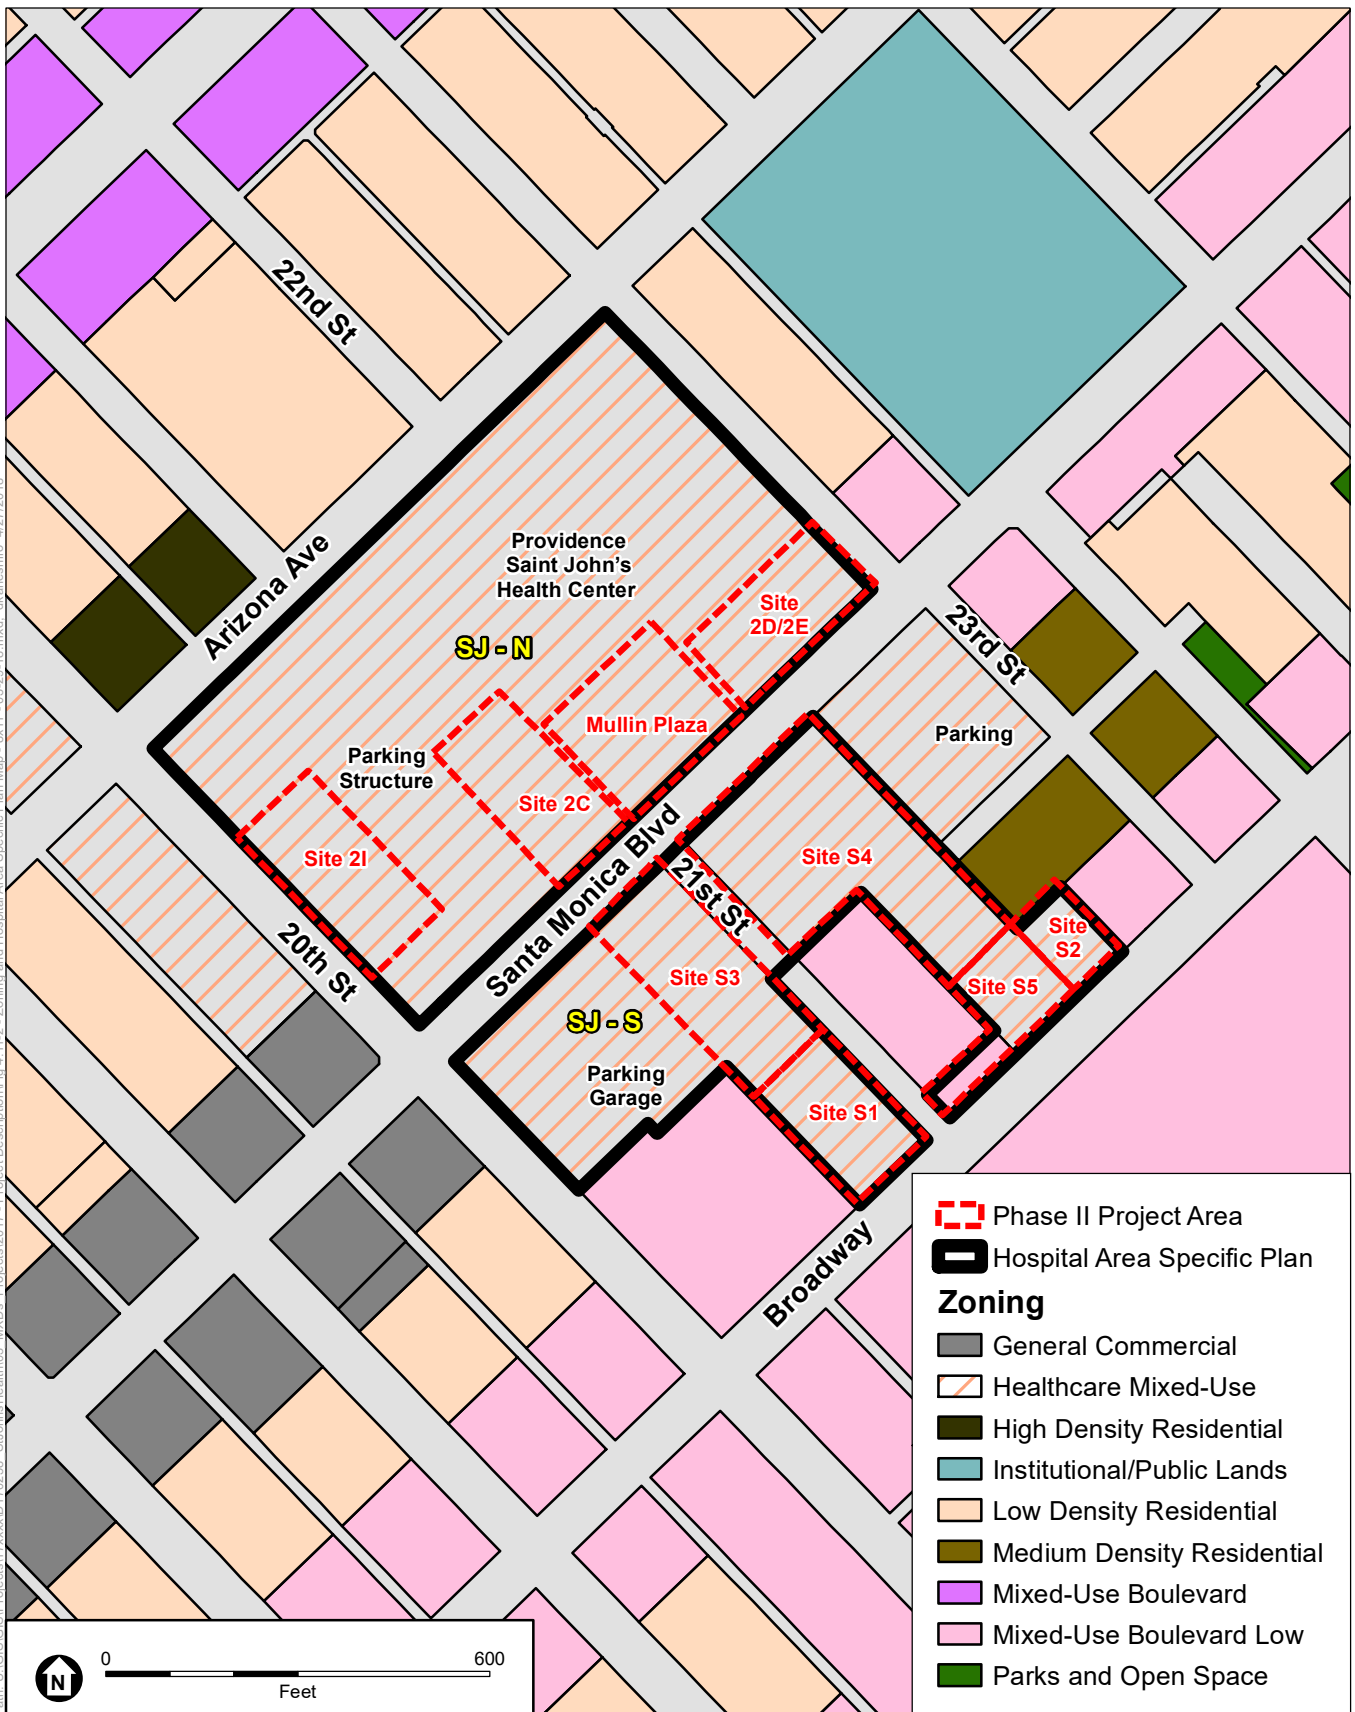 22nd St
Arizona Ave
Providence
Saint John's
Health Center
SJ - N
Site
2D/2E
23rd St
Mullin Plaza
Parking
Parking
Structure
Site 2C
Site 2I
Santa Monica Blvd
21st St
Site S4
20th St
Site
S2
Site S3
Site S5
SJ - S
Parking
Garage
Site S1
Broadway
Phase II Project Area
Hospital Area Specific Plan
Zoning
General Commercial
Healthcare Mixed-Use
High Density Residential
Institutional/Public Lands
Low Density Residential
Medium Density Residential
Mixed-Use Boulevard
Mixed-Use Boulevard Low
Parks and Open Space
N
0
600
Feet